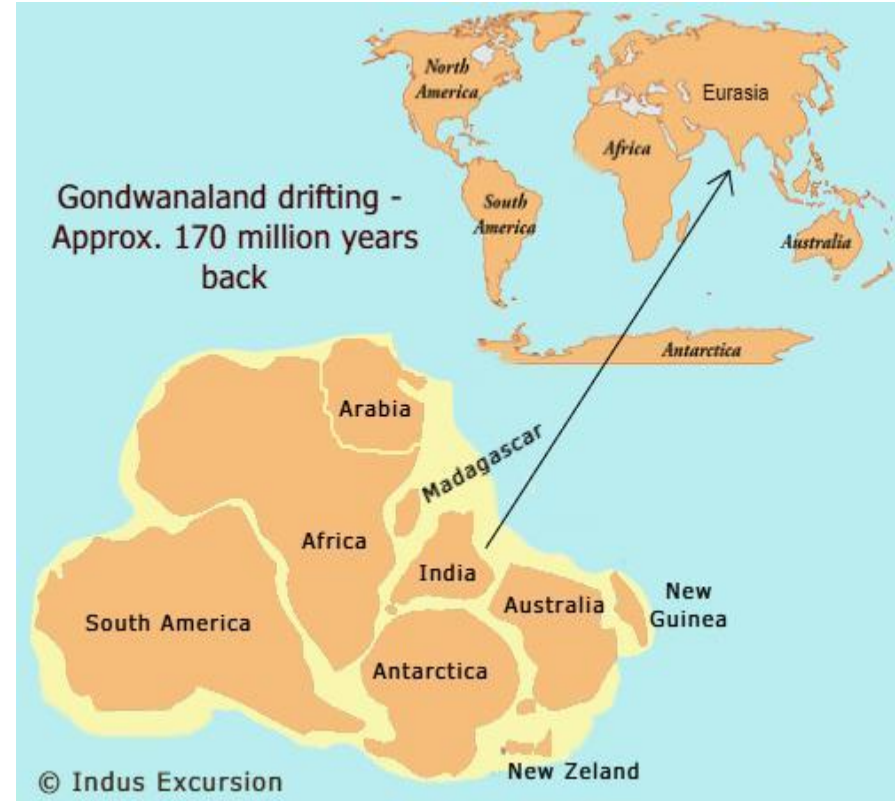 North
America
Eurasia
Africa
South
America
Australia
Antarctica
Gondwanaland drifting -
Approx. 170 million years
back
Arabia
Madagascar
Africa
India
South America
Australia
New
Guinea
Antarctica
New Zeland
© Indus Excursion